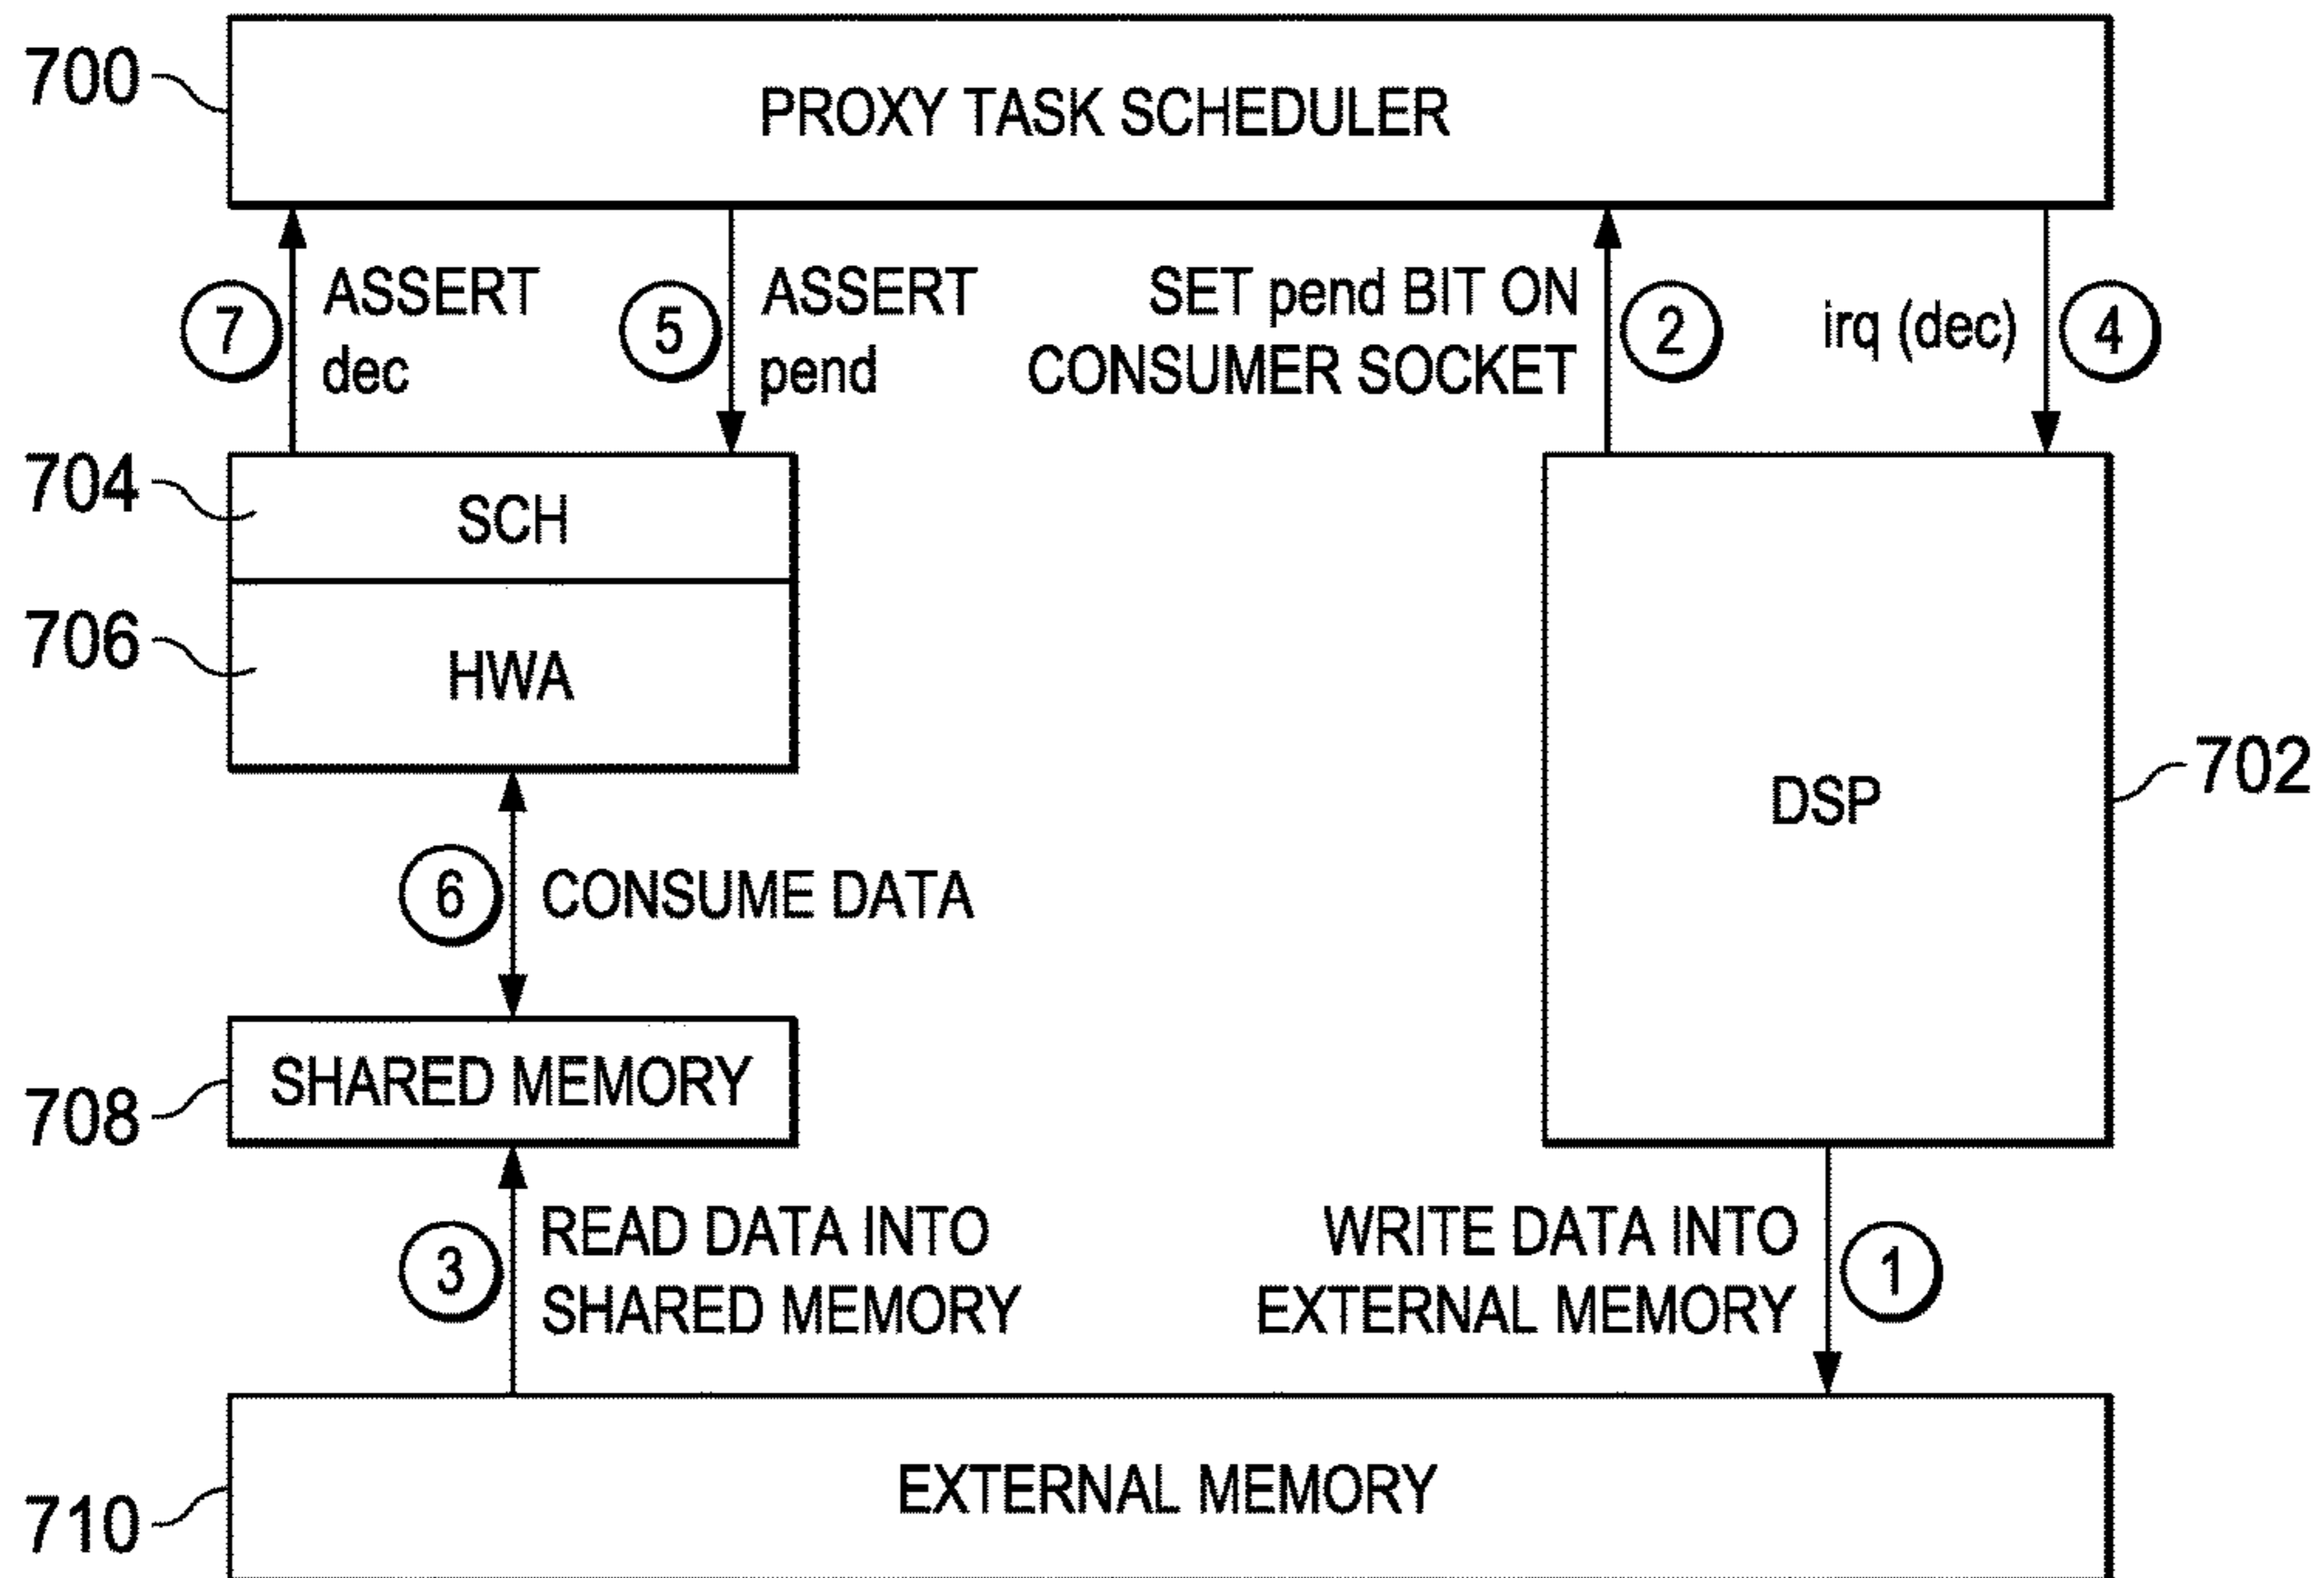 700
PROXY TASK SCHEDULER
7
ASSERT
dec
5
ASSERT
pend
SET pend BIT ON
CONSUMER SOCKET
2
irq (dec)
4
704
SCH
706
HWA
DSP
702
6
CONSUME DATA
708
SHARED MEMORY
3
READ DATA INTO
SHARED MEMORY
WRITE DATA INTO
EXTERNAL MEMORY
1
710
EXTERNAL MEMORY